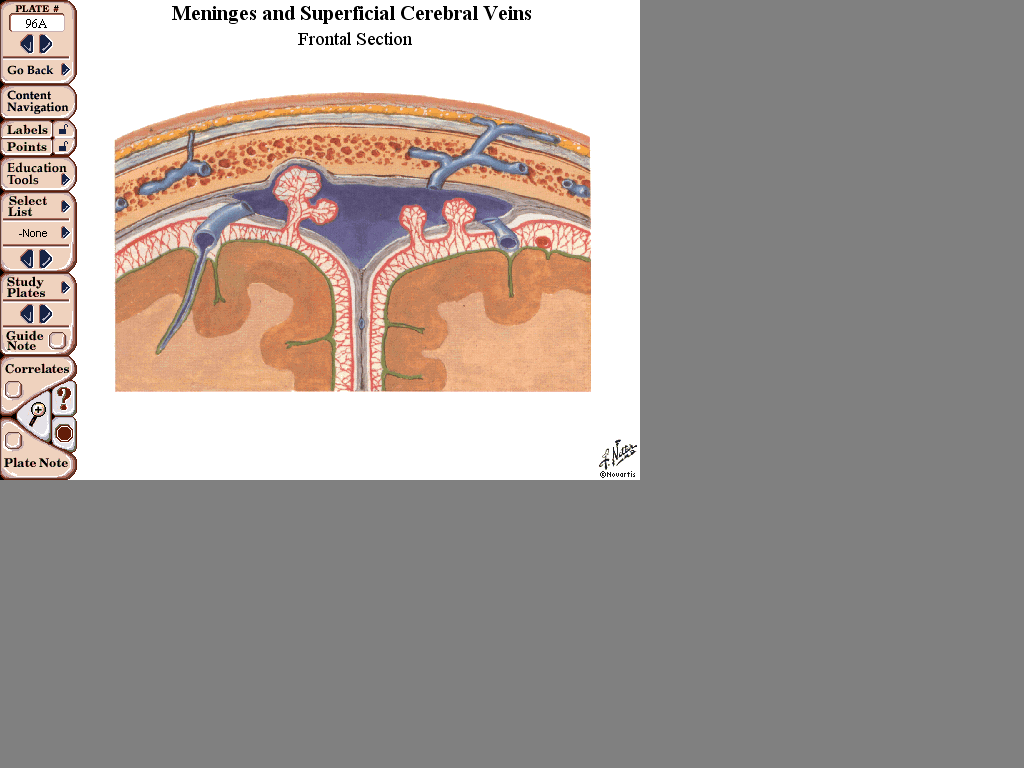 PLATE #
96A
Go Back
Content
Navigation
Labels
Points
Education
Tools
Select
List
-None
Study
Plates
Guide
Note
Correlates
?
Plate Note
Meninges and Superficial Cerebral Veins
Frontal Section
F. Netter
©Novartis